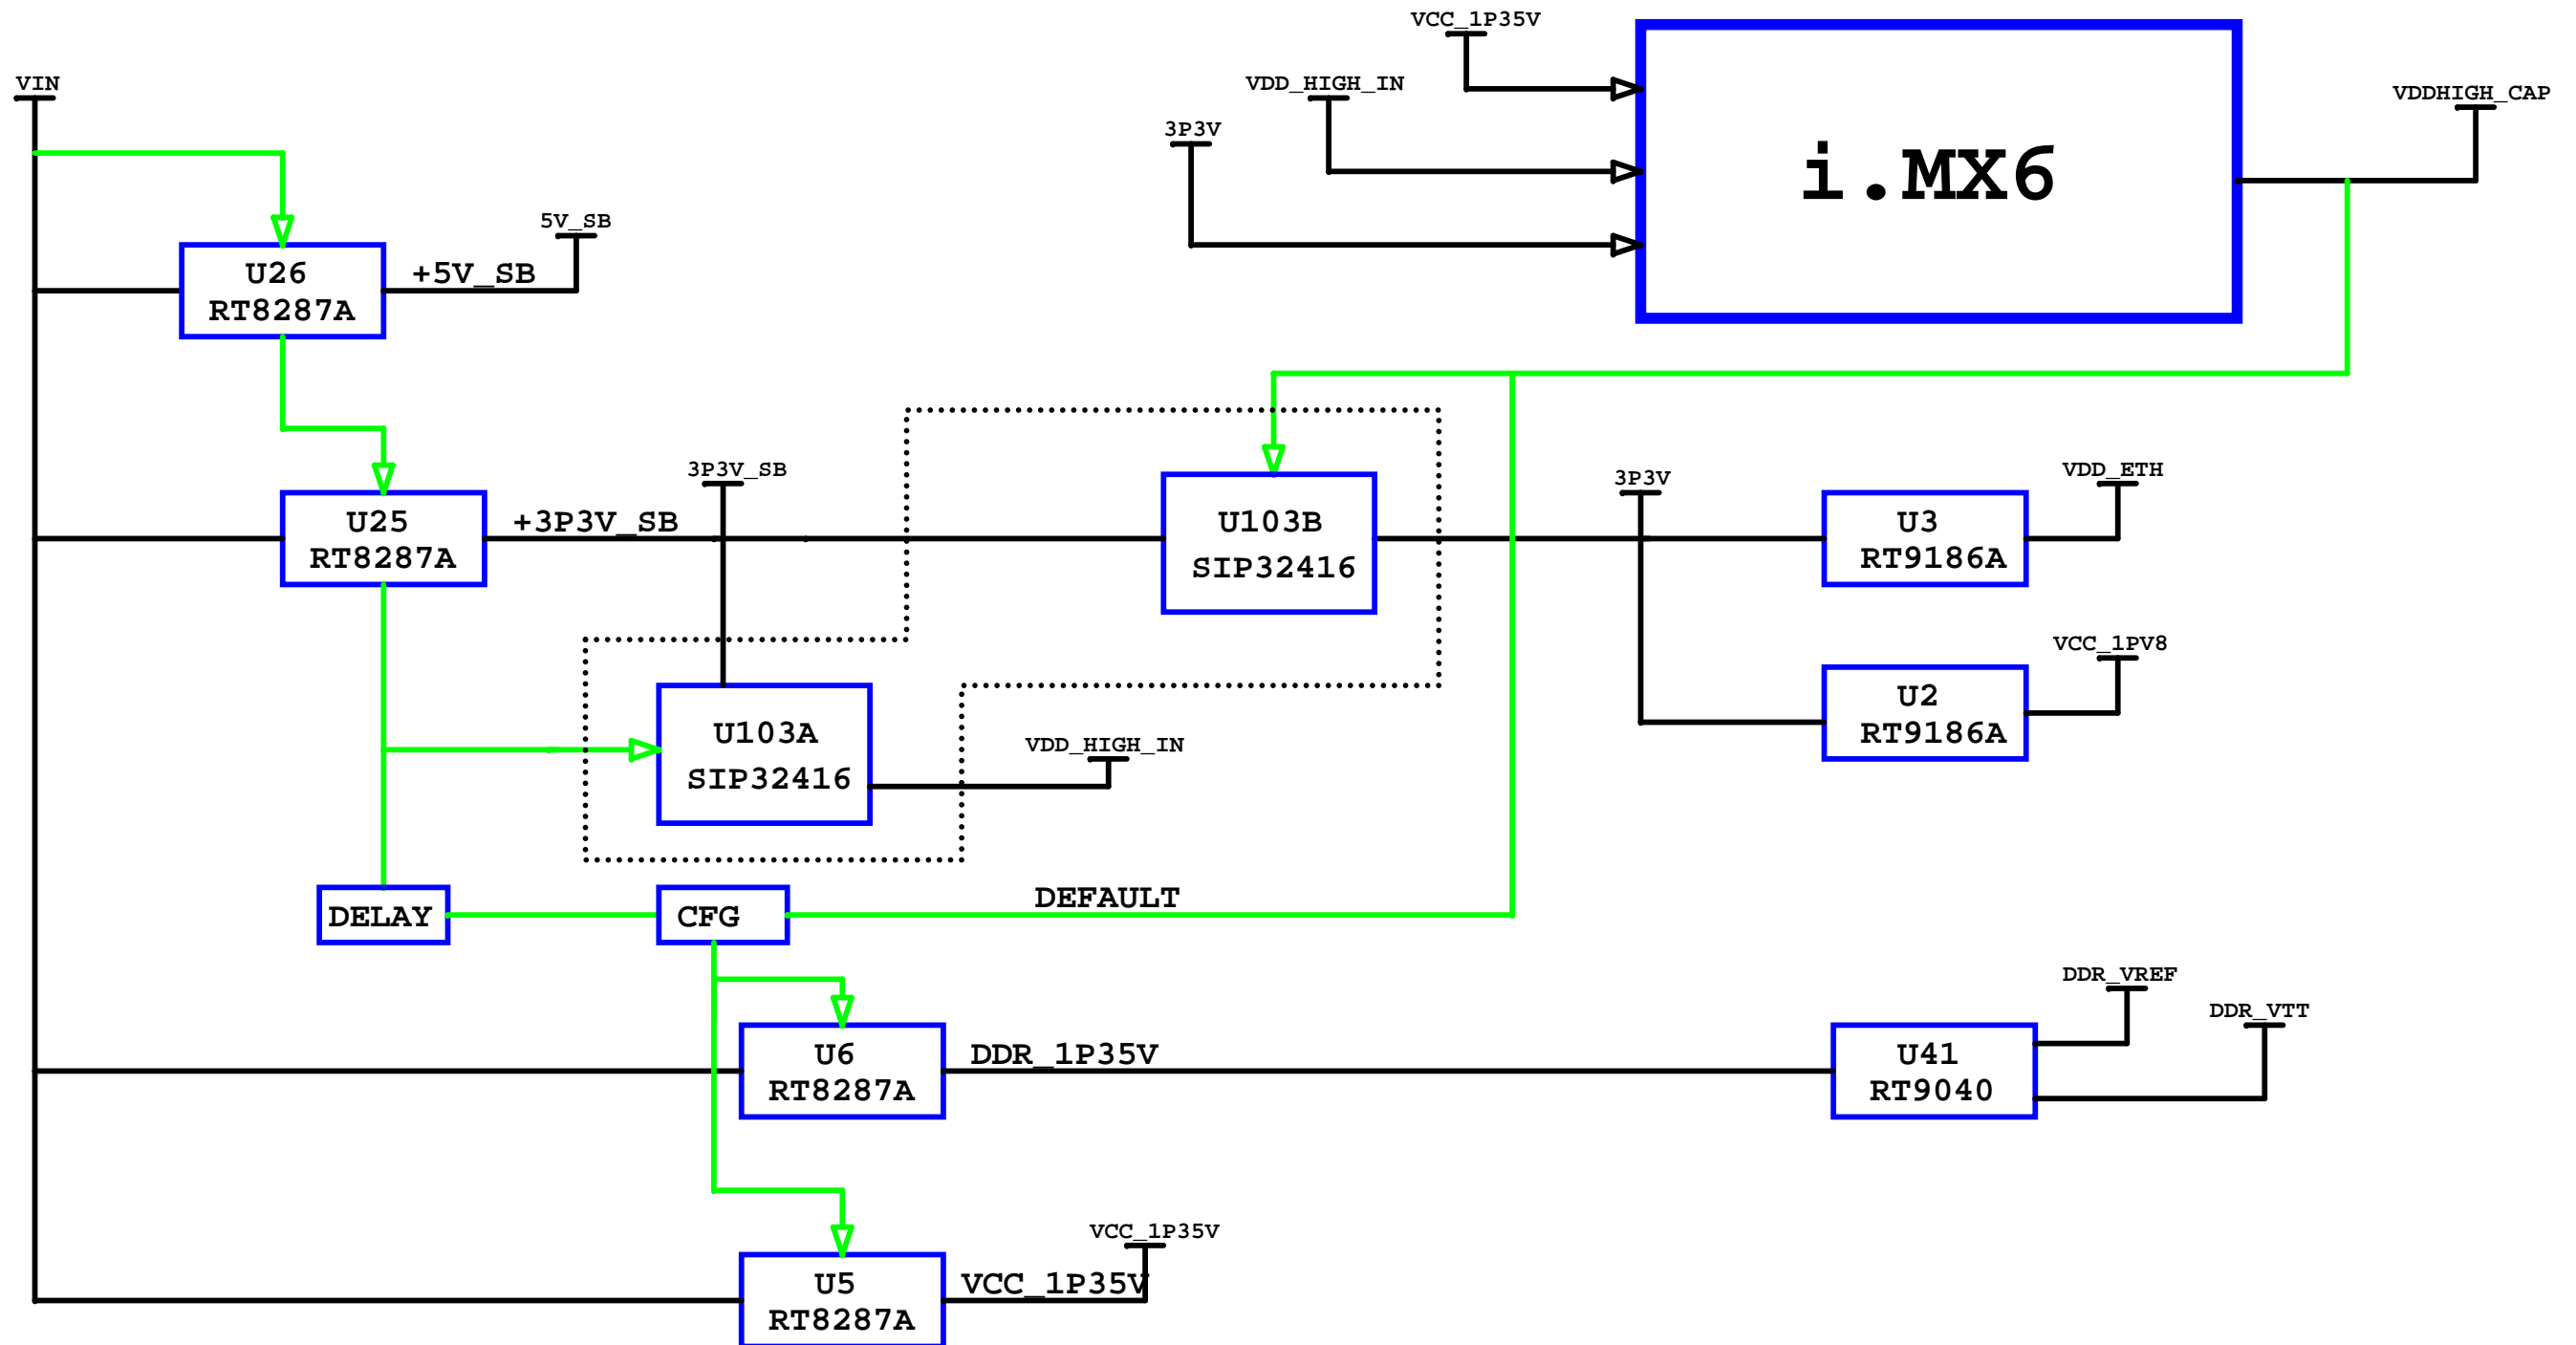 VCC_1P35V
VIN
VDD_HIGH_IN
VDDHIGH_CAP
3P3V
i.MX6
5V_SB
U26
RT8287A
+5V_SB
3P3V_SB
3P3V
VDD_ETH
U25
RT8287A
+3P3V_SB
U103B
SIP32416
U3
RT9186A
VCC_1PV8
U2
RT9186A
U103A
SIP32416
VDD_HIGH_IN
DELAY
CFG
DEFAULT
DDR_VREF
DDR_VTT
U6
RT8287A
DDR_1P35V
U41
RT9040
VCC_1P35V
U5
RT8287A
VCC_1P35V